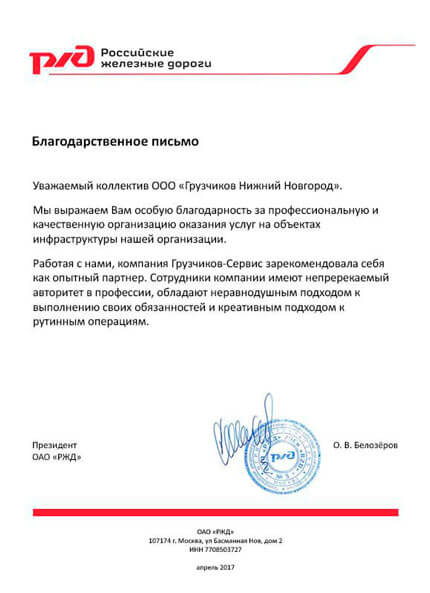 Российские
железные дороги
Благодарственное письмо
Уважаемый коллектив ООО «Грузчиков Нижний Новгород».
Мы выражаем Вам особую благодарность за профессиональную и
качественную организацию оказания услуг на объектах
инфраструктуры нашей организации.
Работая с нами, компания Грузчиков-Сервис зарекомендовала себя
как опытный партнер. Сотрудники компании имеют непререкаемый
авторитет в профессии, обладают неравнодушным подходом к
выполнению своих обязанностей и креативным подходом к
рутинным операциям.
Президент
ОАО «РЖД»
О. В. Белозёров
ОАО «РЖД»
107174 г, Москва, ул Басманная Нов, дом 2
ИНН 7708503727
апрель 2017